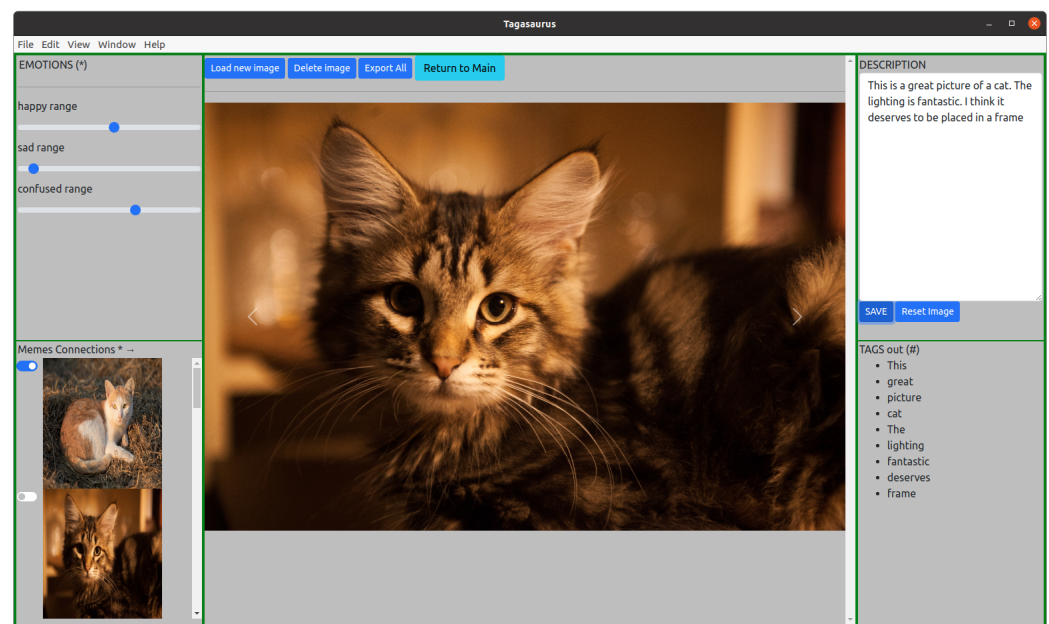 Tagasaurus
File Edit View Window Help
EMOTIONS (*)
happy range
sad range
confused range
Memes Connections * →
Load new image Delete image Export All Return to Main
DESCRIPTION
This is a great picture of a cat. The
lighting is fantastic. I think it
deserves to be placed in a frame
SAVE Reset Image
TAGS out (#)
This
great
picture
cat
The
lighting
fantastic
deserves
frame